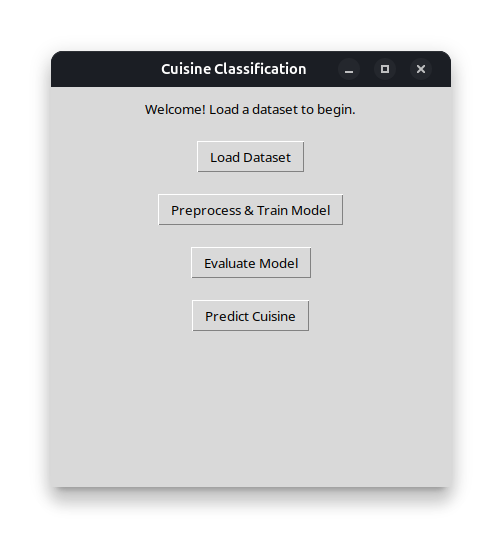 Cuisine Classification
Welcome! Load a dataset to begin.
Load Dataset
Preprocess & Train Model
Evaluate Model
Predict Cuisine